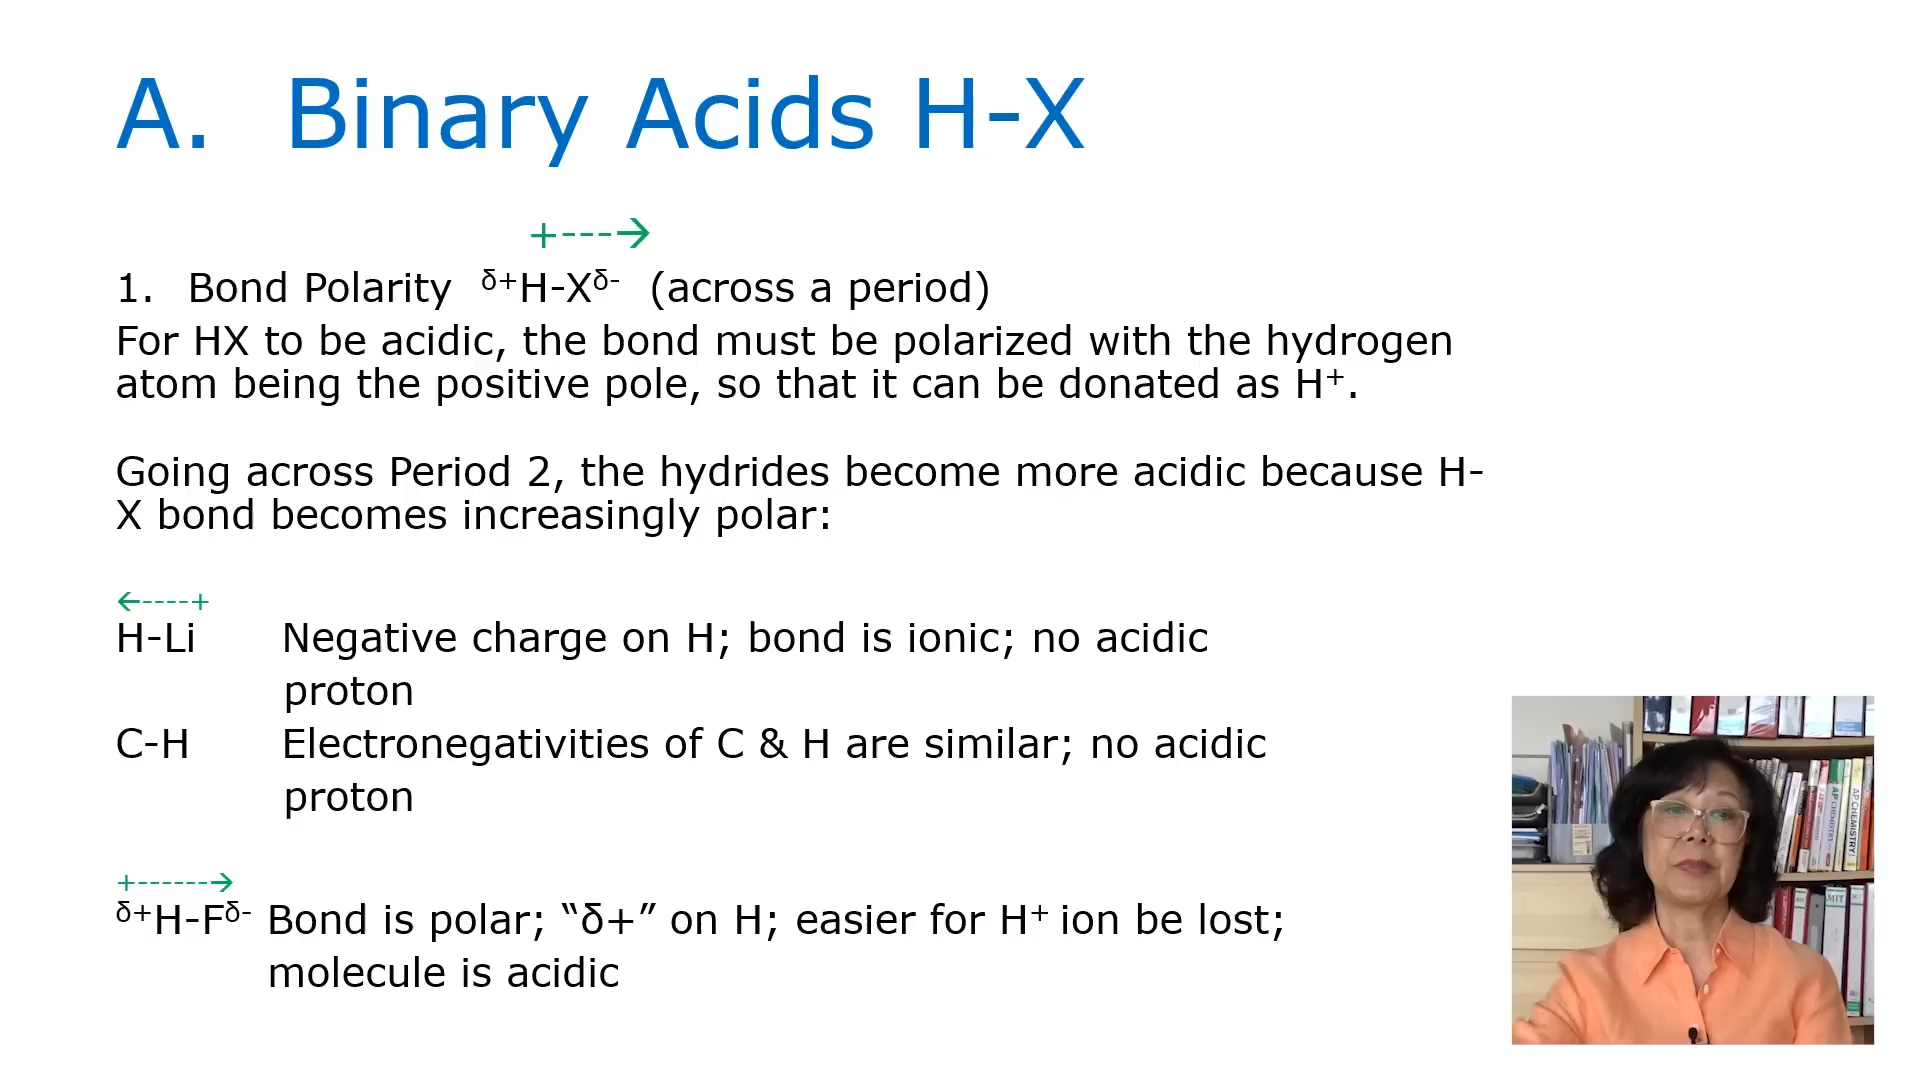 A. Binary Acids H-X
+---→
1. Bond Polarity δ+H-Xδ- (across a period)
For HX to be acidic, the bond must be polarized with the hydrogen
atom being the positive pole, so that it can be donated as H⁺.
Going across Period 2, the hydrides become more acidic because H-
X bond becomes increasingly polar:
←----+
H-Li Negative charge on H; bond is ionic; no acidic
proton
C-H Electronegativities of C & H are similar; no acidic
proton
+------→
δ+H-Fδ- Bond is polar; “δ+” on H; easier for H⁺ ion be lost;
molecule is acidic
AP CHEMISTRY
MIT